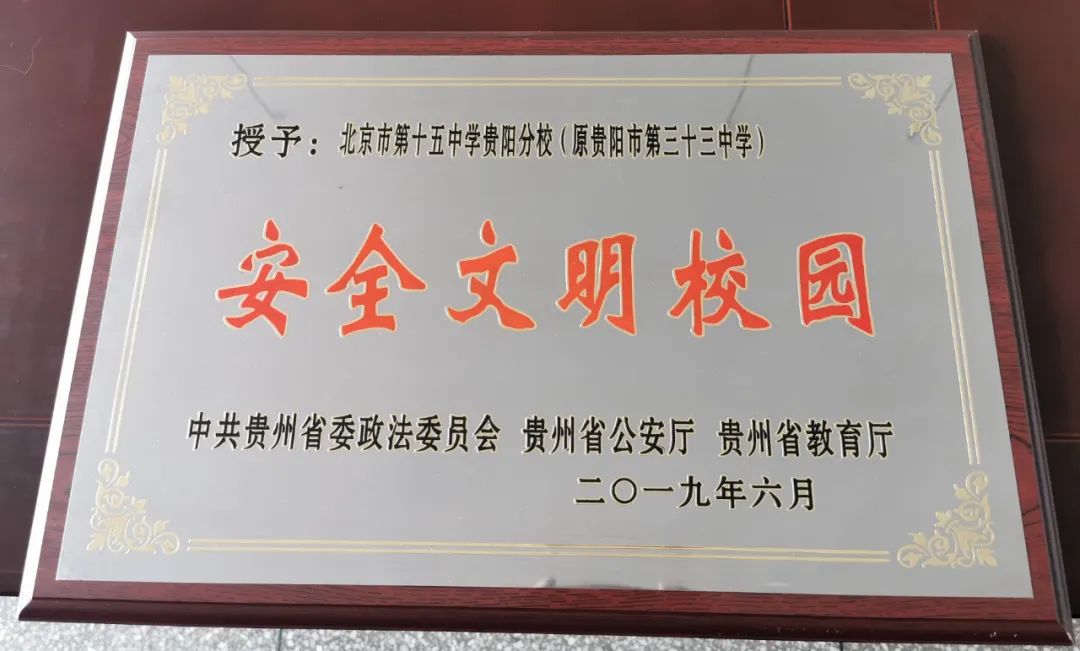 授予：北京市第十五中学贵阳分校（原贵阳市第三十三中学）
安全文明校园
中共贵州省委政法委员会 贵州省公安厅 贵州省教育厅
二〇一九年六月